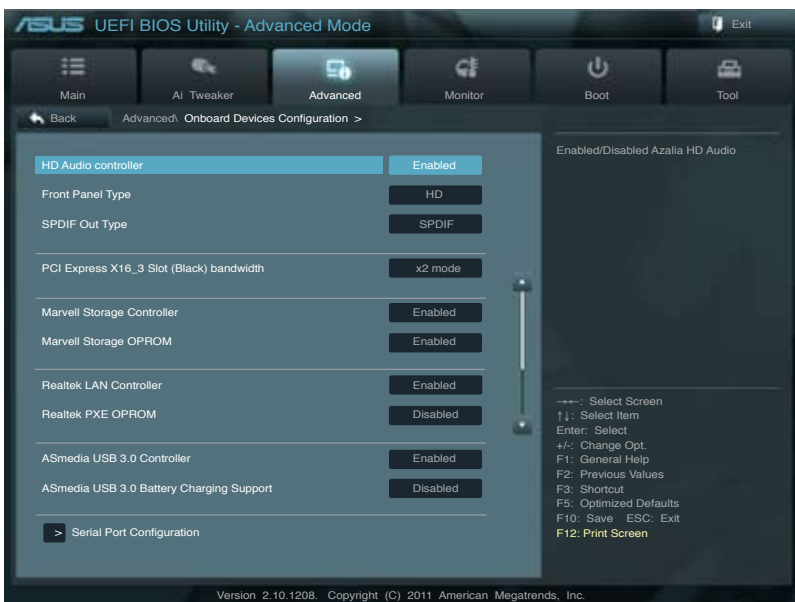 ASUS UEFI BIOS Utility - Advanced Mode
Exit
Main
Ai Tweaker
Advanced
Monitor
Boot
Tool
Back
Advanced\ Onboard Devices Configuration >
HD Audio controller Enabled
Front Panel Type HD
SPDIF Out Type SPDIF
PCI Express X16_3 Slot (Black) bandwidth x2 mode
Marvell Storage Controller Enabled
Marvell Storage OPROM Enabled
Realtek LAN Controller Enabled
Realtek PXE OPROM Disabled
ASmedia USB 3.0 Controller Enabled
ASmedia USB 3.0 Battery Charging Support Disabled
> Serial Port Configuration
Enabled/Disabled Azalia HD Audio
→←: Select Screen
↑↓: Select Item
Enter: Select
+/-: Change Opt.
F1: General Help
F2: Previous Values
F3: Shortcut
F5: Optimized Defaults
F10: Save ESC: Exit
F12: Print Screen
Version 2.10.1208. Copyright (C) 2011 American Megatrends, Inc.